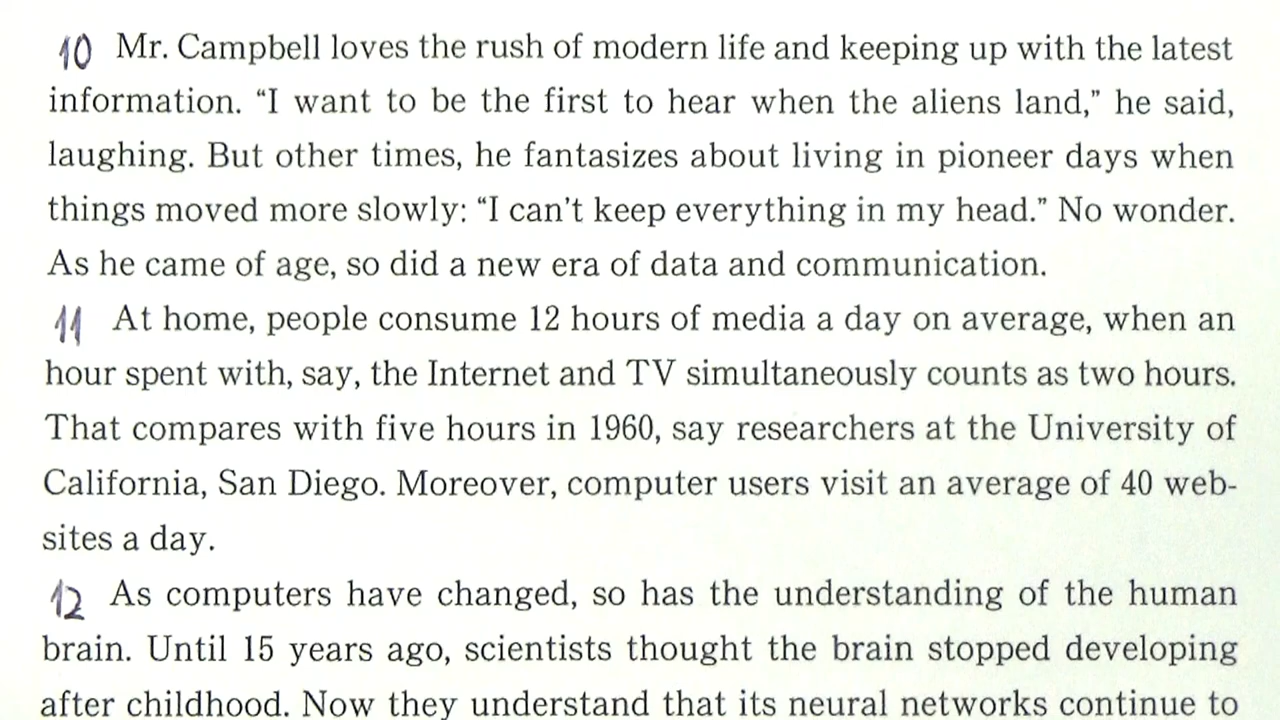 10 Mr. Campbell loves the rush of modern life and keeping up with the latest
information. “I want to be the first to hear when the aliens land,” he said,
laughing. But other times, he fantasizes about living in pioneer days when
things moved more slowly: “I can’t keep everything in my head.” No wonder.
As he came of age, so did a new era of data and communication.
11 At home, people consume 12 hours of media a day on average, when an
hour spent with, say, the Internet and TV simultaneously counts as two hours.
That compares with five hours in 1960, say researchers at the University of
California, San Diego. Moreover, computer users visit an average of 40 web-
sites a day.
12 As computers have changed, so has the understanding of the human
brain. Until 15 years ago, scientists thought the brain stopped developing
after childhood. Now they understand that its neural networks continue to